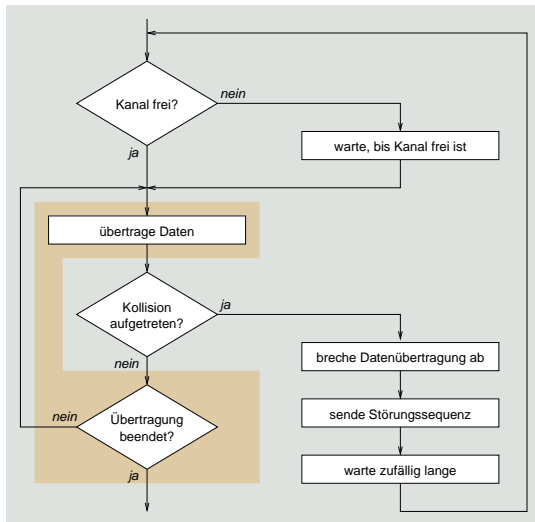 Kanal frei?
nein
warte, bis Kanal frei ist
ja
übertrage Daten
Kollision
aufgetreten?
ja
nein
breche Datenübertragung ab
nein
Übertragung
beendet?
sende Störungssequenz
ja
warte zufällig lange